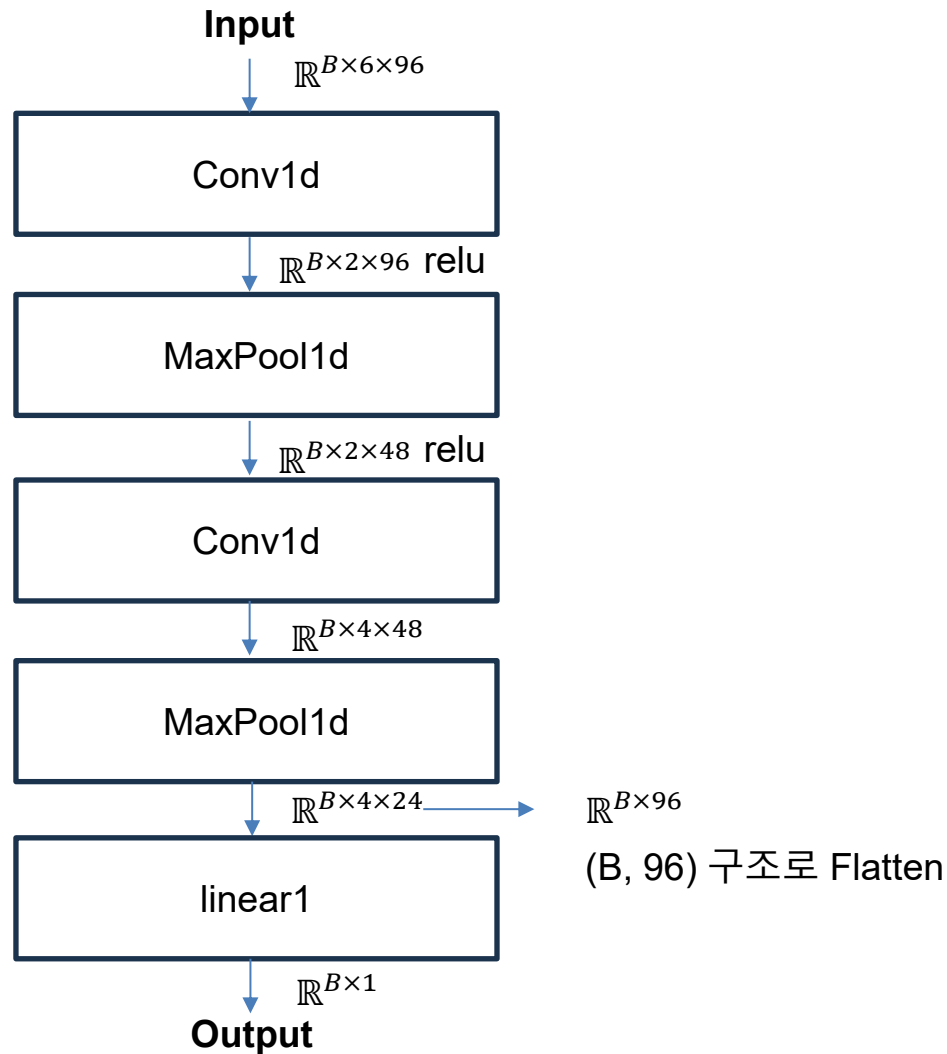 Input
ℝ^{B×6×96}
Conv1d
ℝ^{B×2×96} relu
MaxPool1d
ℝ^{B×2×48} relu
Conv1d
ℝ^{B×4×48}
MaxPool1d
ℝ^{B×4×24} ℝ^{B×96}
(B, 96) 구조로 Flatten
linear1
ℝ^{B×1}
Output